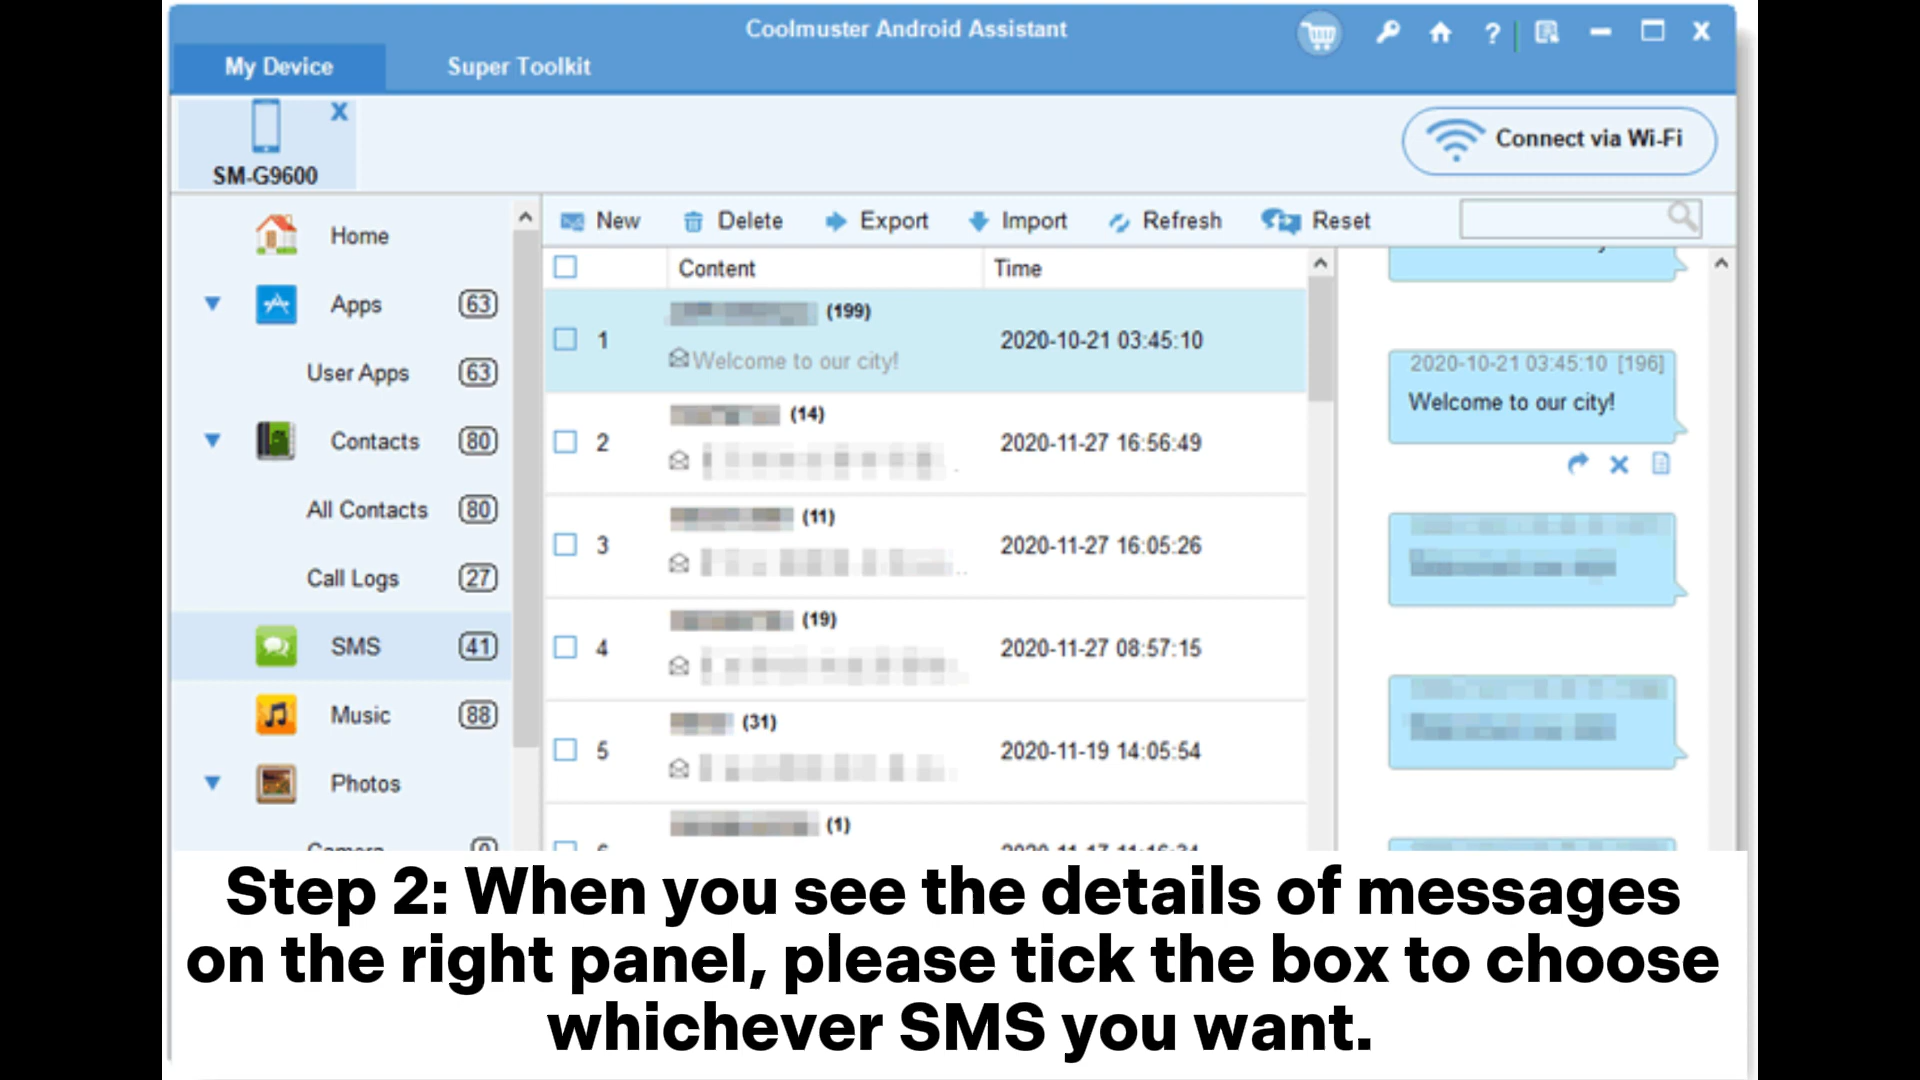 Coolmuster Android Assistant
My Device
Super Toolkit
SM-G9600
Connect via Wi-Fi
New
Delete
Export
Import
Refresh
Reset
Home
Apps 63
User Apps 63
Contacts 80
All Contacts 80
Call Logs 27
SMS 41
Music 88
Photos
Content
Time
1 (199) 2020-10-21 03:45:10
Welcome to our city!
2 (14) 2020-11-27 16:56:49
3 (11) 2020-11-27 16:05:26
4 (19) 2020-11-27 08:57:15
5 (31) 2020-11-19 14:05:54
(1)
2020-10-21 03:45:10 [196]
Welcome to our city!
Step 2: When you see the details of messages
on the right panel, please tick the box to choose
whichever SMS you want.